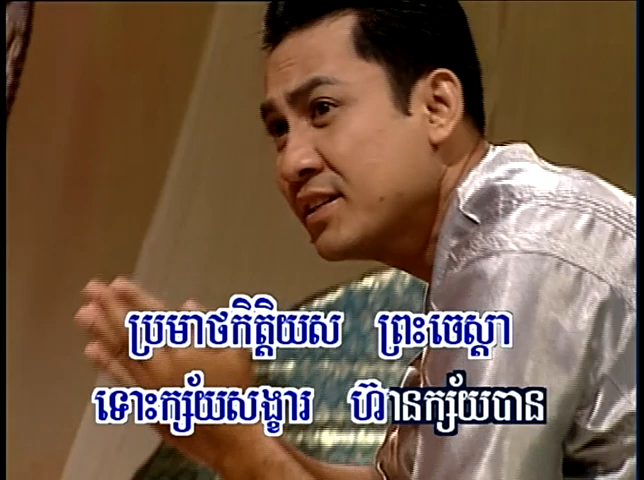 ប្រមាថកិត្តិយស ព្រះចេស្តា
ទោះក្ស័យសង្ខារ ហ៊ានក្ស័យបាន